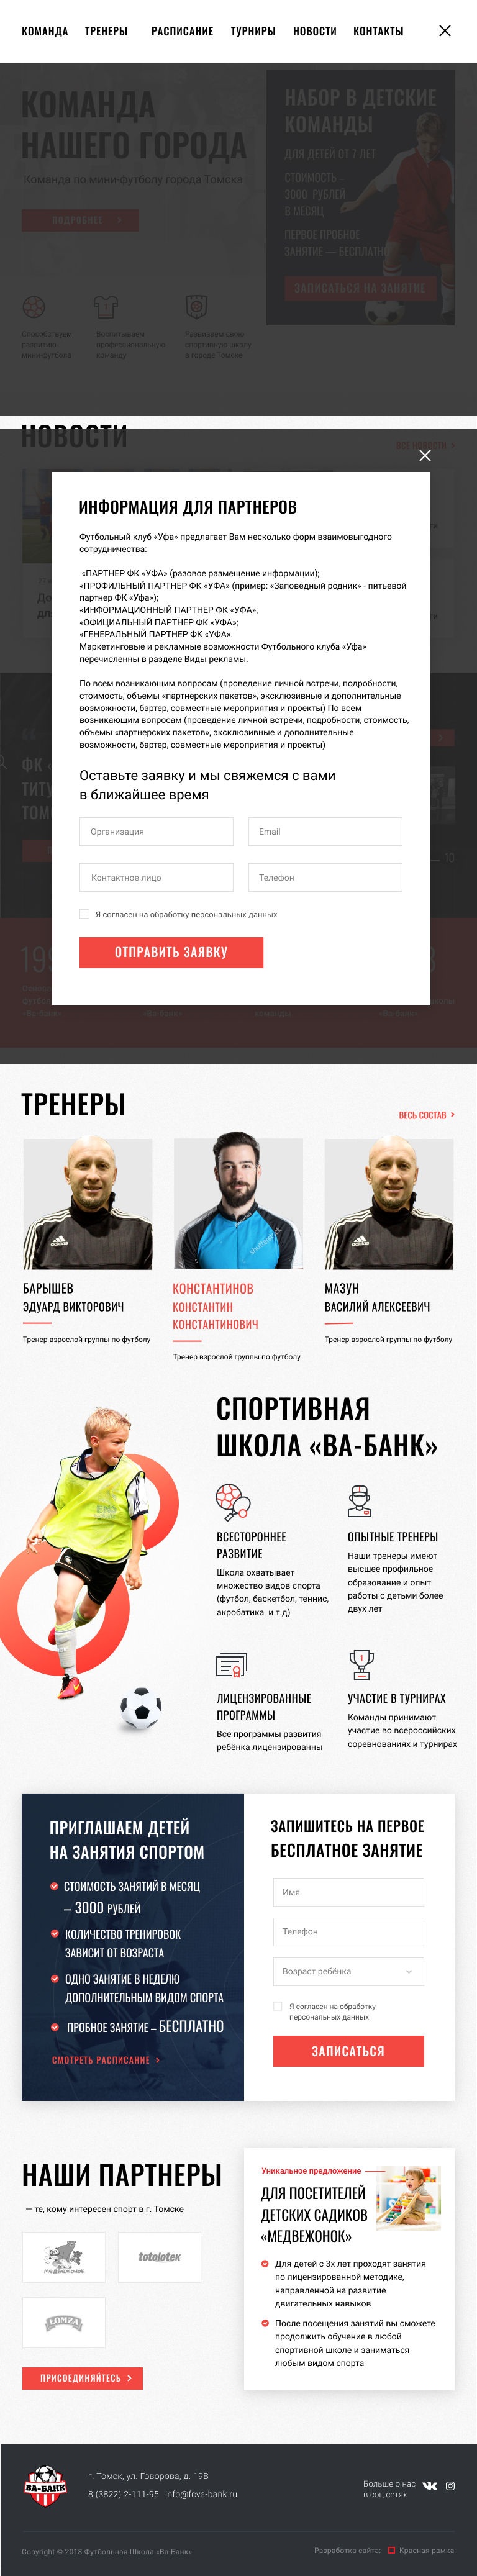 КОМАНДА ТРЕНЕРЫ РАСПИСАНИЕ ТУРНИРЫ НОВОСТИ КОНТАКТЫ
КОМАНДА
НАШЕГО ГОРОДА
Команда по мини-футболу города Томска
ПОДРОБНЕЕ
НАБОР В ДЕТСКИЕ
КОМАНДЫ
ДЛЯ ДЕТЕЙ ОТ 7 ЛЕТ
СТОИМОСТЬ –
3000 РУБЛЕЙ
В МЕСЯЦ
ПЕРВОЕ ПРОБНОЕ
ЗАНЯТИЕ — БЕСПЛАТНО
ЗАПИСАТЬСЯ НА ЗАНЯТИЕ
Способствуем
развитию
мини-футбола
Воспитываем
профессиональную
команду
Развиваем свою
спортивную школу
в городе Томске
НОВОСТИ
ВСЕ НОВОСТИ
ИНФОРМАЦИЯ ДЛЯ ПАРТНЕРОВ
Футбольный клуб «Уфа» предлагает Вам несколько форм взаимовыгодного
сотрудничества:
«ПАРТНЕР ФК «УФА» (разовое размещение информации);
«ПРОФИЛЬНЫЙ ПАРТНЕР ФК «УФА» (пример: «Заповедный родник» - питьевой
партнер ФК «Уфа»);
«ИНФОРМАЦИОННЫЙ ПАРТНЕР ФК «УФА»;
«ОФИЦИАЛЬНЫЙ ПАРТНЕР ФК «УФА»;
«ГЕНЕРАЛЬНЫЙ ПАРТНЕР ФК «УФА».
Маркетинговые и рекламные возможности Футбольного клуба «Уфа»
перечисленны в разделе Виды рекламы.
По всем возникающим вопросам (проведение личной встречи, подробности,
стоимость, объемы «партнерских пакетов», эксклюзивные и дополнительные
возможности, бартер, совместные мероприятия и проекты) По всем
возникающим вопросам (проведение личной встречи, подробности, стоимость,
объемы «партнерских пакетов», эксклюзивные и дополнительные
возможности, бартер, совместные мероприятия и проекты)
Оставьте заявку и мы свяжемся с вами
в ближайшее время
Организация Email
Контактное лицо Телефон
Я согласен на обработку персональных данных
ОТПРАВИТЬ ЗАЯВКУ
ФК «
ТИТУ
ТОМС
10
199
«Ва-Банк»
«Ва-Банк»
команде
«Ва-Банк»
ТРЕНЕРЫ
ВЕСЬ СОСТАВ
adidas
shutterstock
adidas
БАРЫШЕВ
ЭДУАРД ВИКТОРОВИЧ
Тренер взрослой группы по футболу
КОНСТАНТИНОВ
КОНСТАНТИН
КОНСТАНТИНОВИЧ
Тренер взрослой группы по футболу
МАЗУН
ВАСИЛИЙ АЛЕКСЕЕВИЧ
Тренер взрослой группы по футболу
СПОРТИВНАЯ
ШКОЛА «ВА-БАНК»
ВСЕСТОРОННЕЕ
РАЗВИТИЕ
Школа охватывает
множество видов спорта
(футбол, баскетбол, теннис,
акробатика и т.д)
ОПЫТНЫЕ ТРЕНЕРЫ
Наши тренеры имеют
высшее профильное
образование и опыт
работы с детьми более
двух лет
ЛИЦЕНЗИРОВАННЫЕ
ПРОГРАММЫ
Все программы развития
ребёнка лицензированны
1
УЧАСТИЕ В ТУРНИРАХ
Команды принимают
участие во всероссийских
соревнованиях и турнирах
ПРИГЛАШАЕМ ДЕТЕЙ
НА ЗАНЯТИЯ СПОРТОМ
СТОИМОСТЬ ЗАНЯТИЙ В МЕСЯЦ
– 3000 РУБЛЕЙ
КОЛИЧЕСТВО ТРЕНИРОВОК
ЗАВИСИТ ОТ ВОЗРАСТА
ОДНО ЗАНЯТИЕ В НЕДЕЛЮ
ДОПОЛНИТЕЛЬНЫМ ВИДОМ СПОРТА
ПРОБНОЕ ЗАНЯТИЕ – БЕСПЛАТНО
СМОТРЕТЬ РАСПИСАНИЕ
ЗАПИШИТЕСЬ НА ПЕРВОЕ
БЕСПЛАТНОЕ ЗАНЯТИЕ
Имя
Телефон
Возраст ребёнка
Я согласен на обработку
персональных данных
ЗАПИСАТЬСЯ
НАШИ ПАРТНЕРЫ
— те, кому интересен спорт в г. Томске
МЕДВЕЖОНОК
totolotek
ŁOMŻA
ПРИСОЕДИНЯЙТЕСЬ
Уникальное предложение
ДЛЯ ПОСЕТИТЕЛЕЙ
ДЕТСКИХ САДИКОВ
«МЕДВЕЖОНОК»
Для детей с 3х лет проходят занятия
по лицензированной методике,
направленной на развитие
двигательных навыков
После посещения занятий вы сможете
продолжить обучение в любой
спортивной школе и заниматься
любым видом спорта
ВА-БАНК
г. Томск, ул. Говорова, д. 19В
8 (3822) 2-111-95 info@fcva-bank.ru
Больше о нас
в соц.сетях
Copyright © 2018 Футбольная Школа «Ва-Банк»
Разработка сайта: Красная рамка